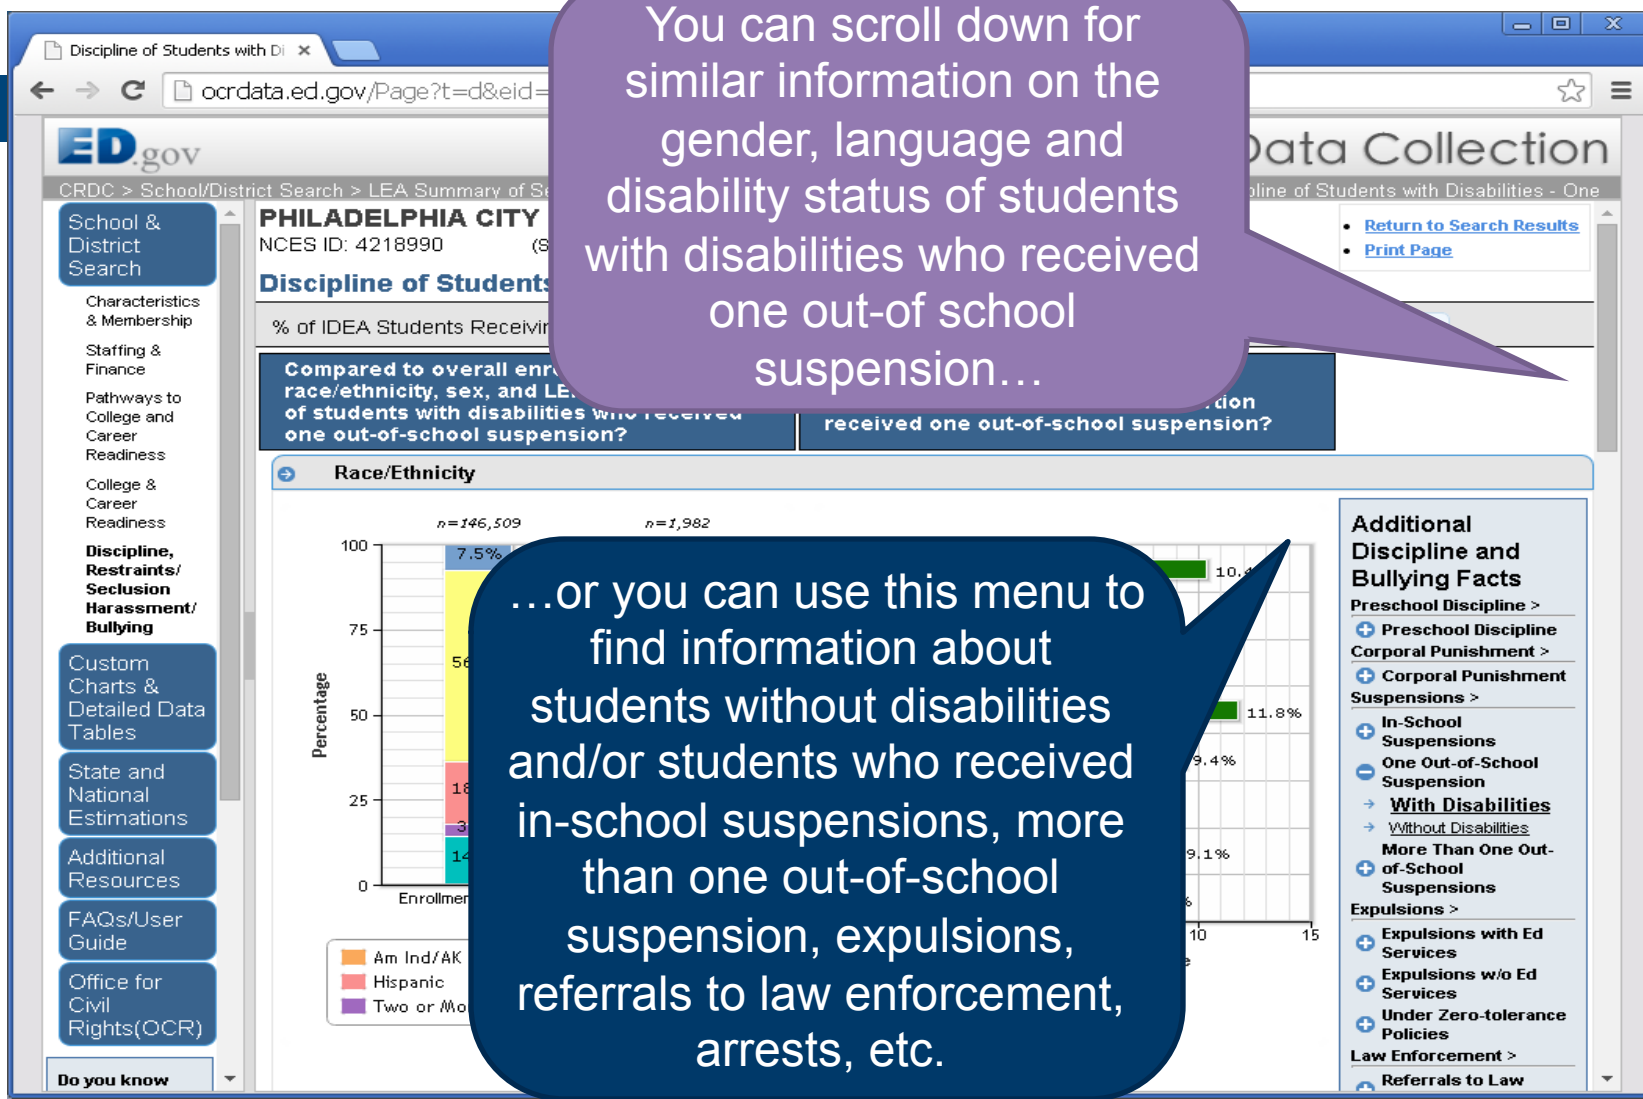 Discipline of Students with Di
ocrdata.ed.gov/Page?t=d&eid=
You can scroll down for
similar information on the
gender, language and
disability status of students
with disabilities who received
one out-of school
suspension…
ED.gov
Data Collection
CRDC > School/District Search > LEA Summary of Se
pline of Students with Disabilities - One
School &
District
Search
Characteristics
& Membership
Staffing &
Finance
Pathways to
College and
Career
Readiness
College &
Career
Readiness
Discipline,
Restraints/
Seclusion
Harassment/
Bullying
Custom
Charts &
Detailed Data
Tables
State and
National
Estimations
Additional
Resources
FAQs/User
Guide
Office for
Civil
Rights(OCR)
Do you know
PHILADELPHIA CITY
NCES ID: 4218990 (S
Discipline of Students
% of IDEA Students Receivin
Return to Search Results
Print Page
Compared to overall enr
race/ethnicity, sex, and LE
of students with disabilities who received
one out-of-school suspension?
received one out-of-school suspension?
Race/Ethnicity
n=146,509 n=1,982
100
75
50
25
0
Percentage
7.5%
56
18
3
14
Enrollmen
Am Ind/AK
Hispanic
Two or Mo
…or you can use this menu to
find information about
students without disabilities
and/or students who received
in-school suspensions, more
than one out-of-school
suspension, expulsions,
referrals to law enforcement,
arrests, etc.
10.4
11.8%
9.4%
9.1%
10 15
Additional
Discipline and
Bullying Facts
Preschool Discipline >
Preschool Discipline
Corporal Punishment >
Corporal Punishment
Suspensions >
In-School
Suspensions
One Out-of-School
Suspension
With Disabilities
Without Disabilities
More Than One Out-
of-School
Suspensions
Expulsions >
Expulsions with Ed
Services
Expulsions w/o Ed
Services
Under Zero-tolerance
Policies
Law Enforcement >
Referrals to Law